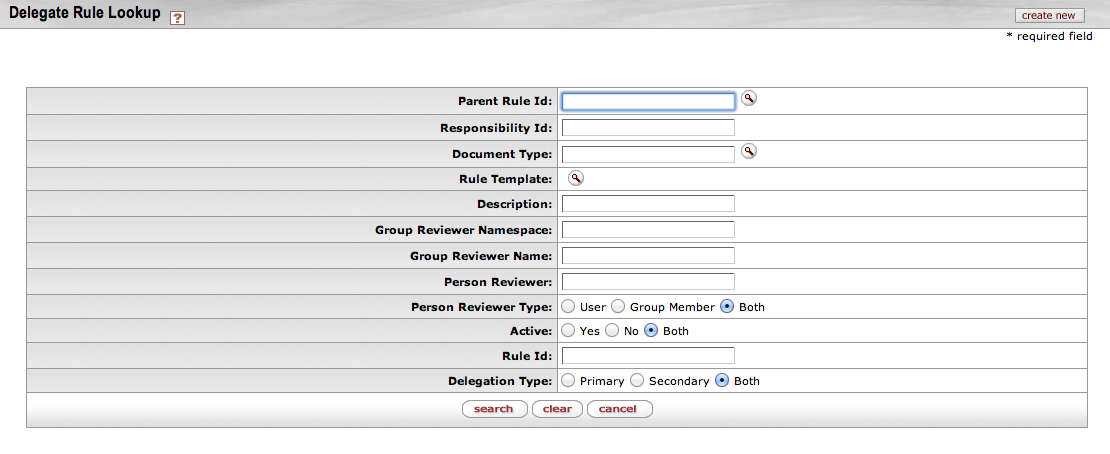 Delegate Rule Lookup ? create new
* required field
Parent Rule Id:
Responsibility Id:
Document Type:
Rule Template:
Description:
Group Reviewer Namespace:
Group Reviewer Name:
Person Reviewer:
Person Reviewer Type: User Group Member Both
Active: Yes No Both
Rule Id:
Delegation Type: Primary Secondary Both
search clear cancel